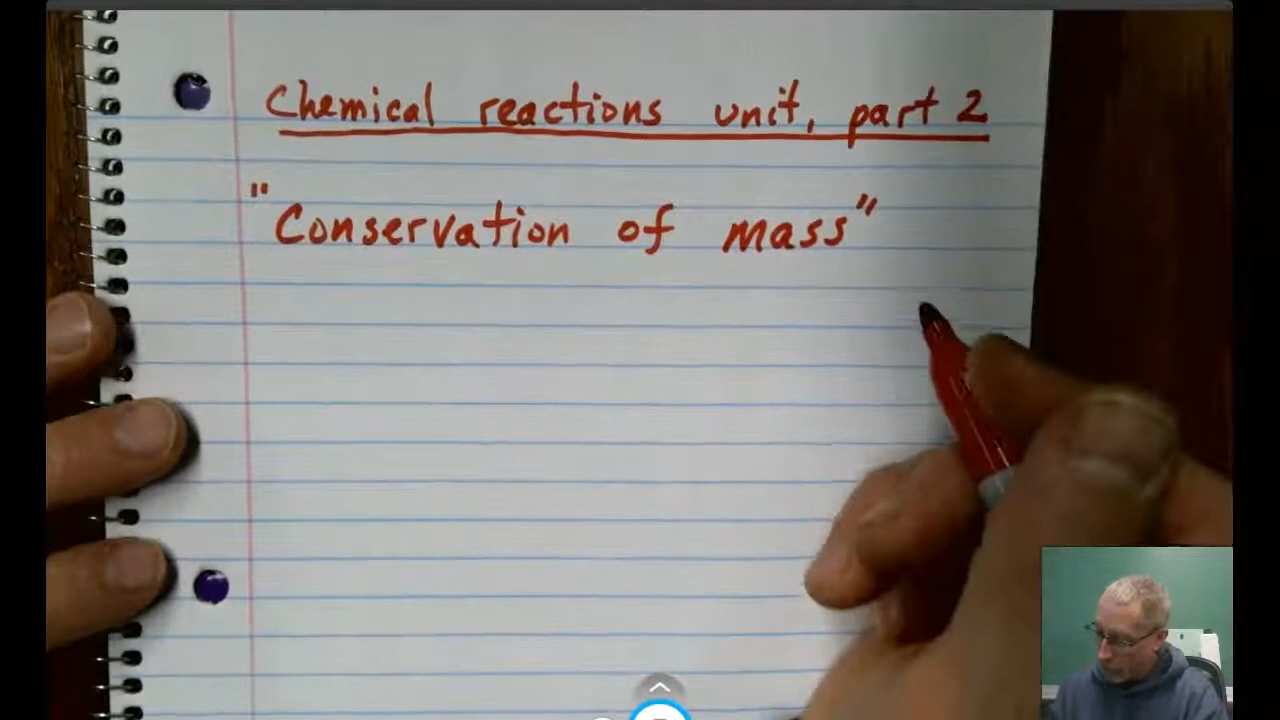 Chemical reactions unit, part 2
"Conservation of mass"